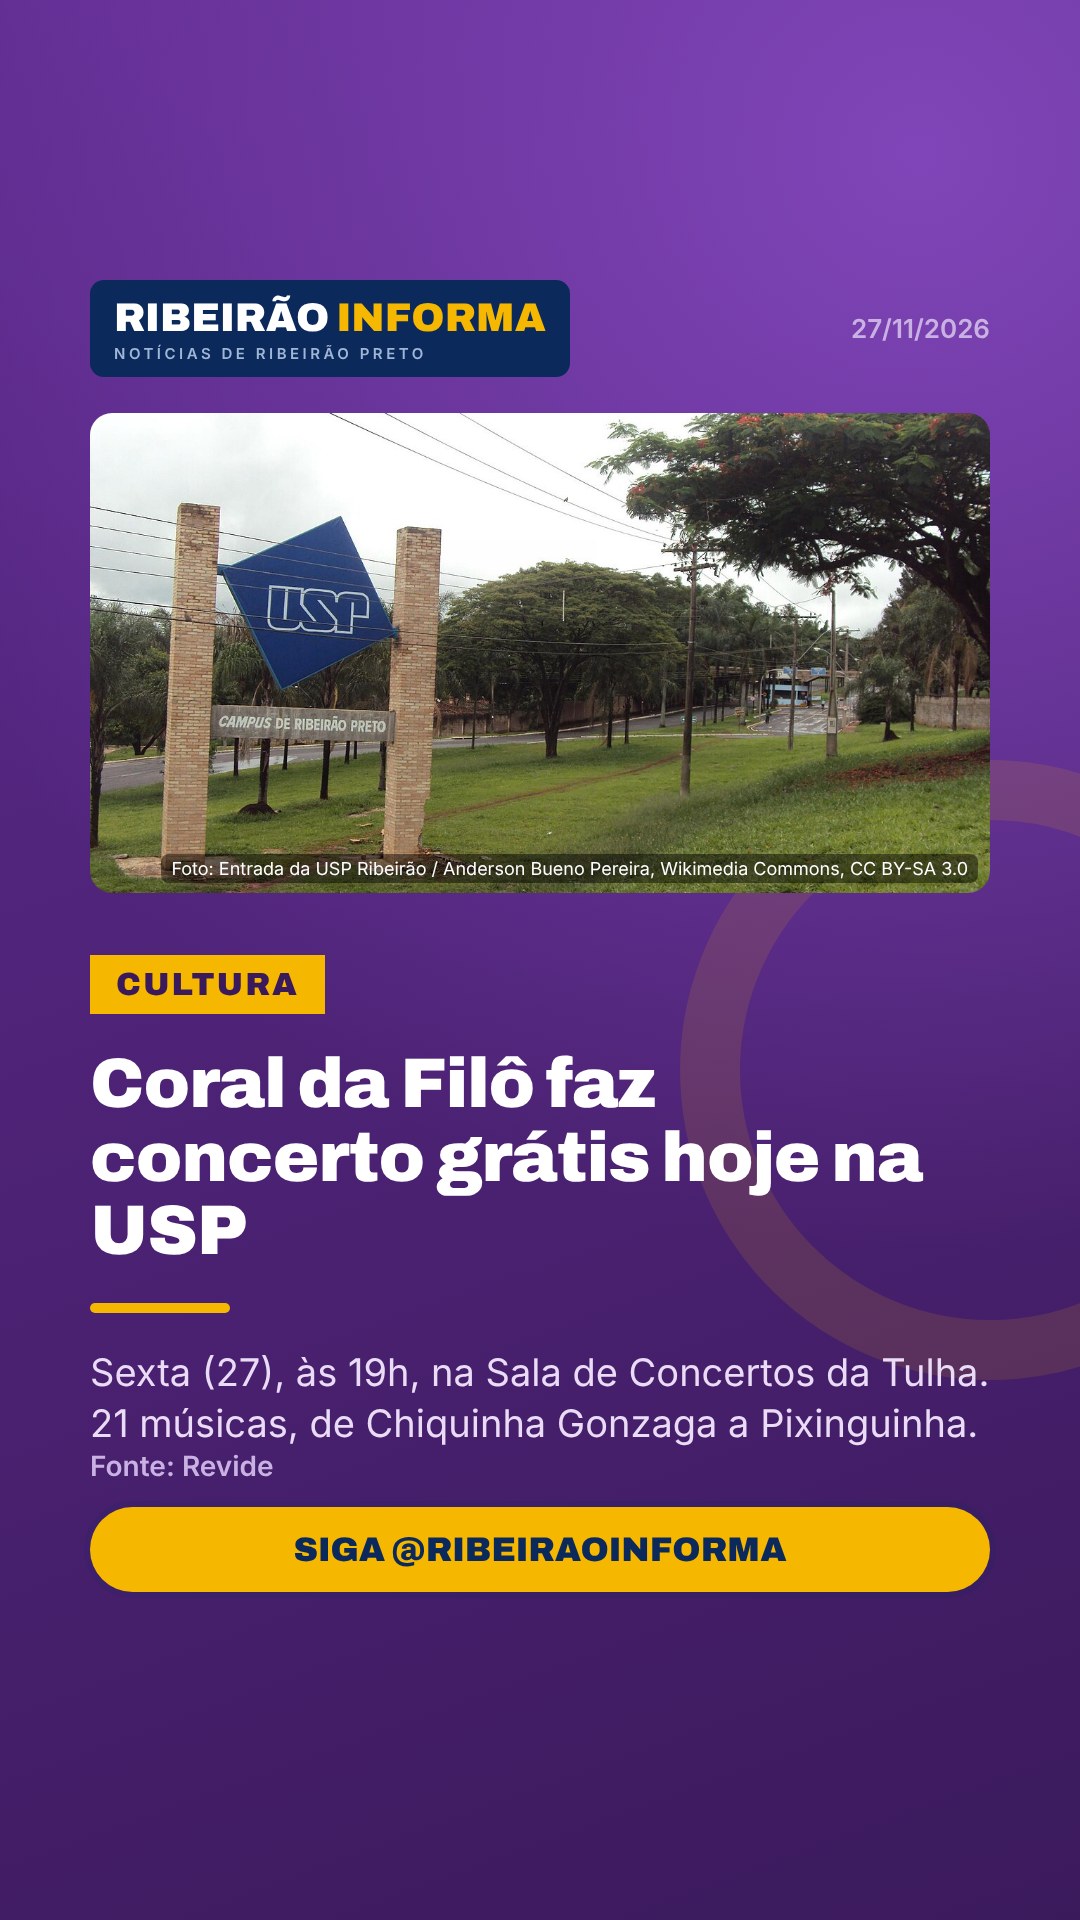 RIBEIRÃO INFORMA
NOTÍCIAS DE RIBEIRÃO PRETO
27/11/2026
USP
CAMPUS DE RIBEIRÃO PRETO
Foto: Entrada da USP Ribeirão / Anderson Bueno Pereira, Wikimedia Commons, CC BY-SA 3.0
CULTURA
Coral da Filô faz
concerto grátis hoje na
USP
Sexta (27), às 19h, na Sala de Concertos da Tulha.
21 músicas, de Chiquinha Gonzaga a Pixinguinha.
Fonte: Revide
SIGA @RIBEIRAOINFORMA